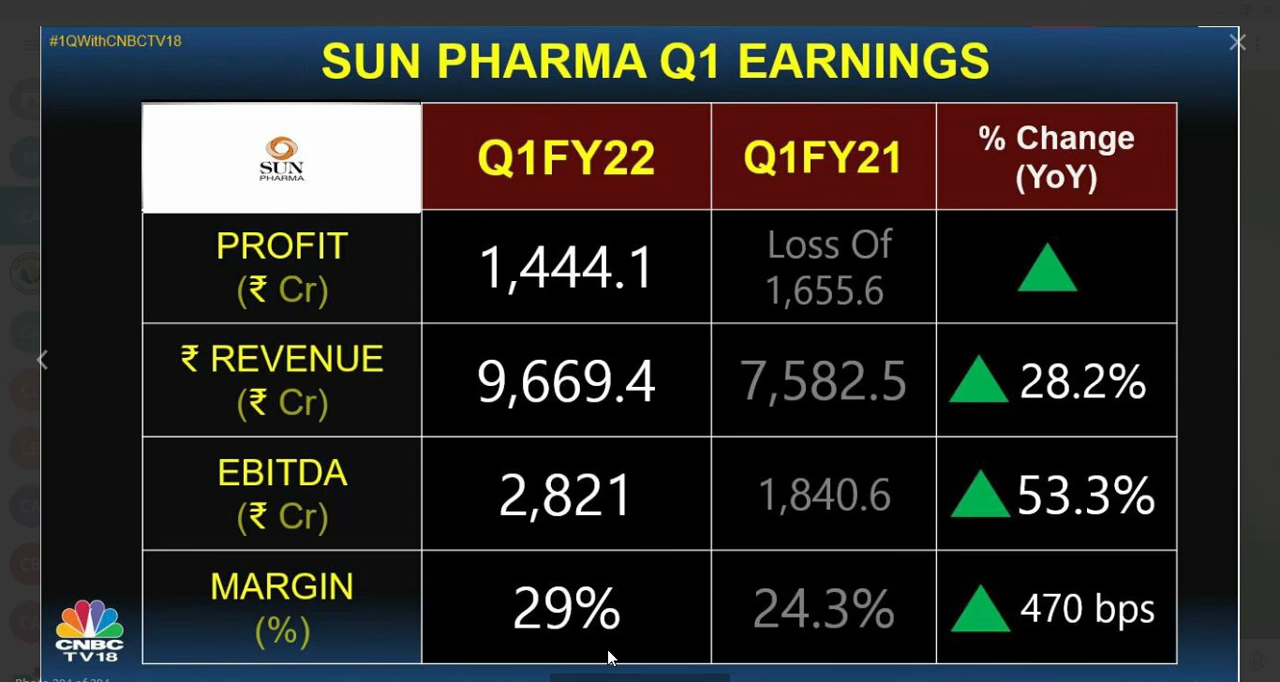 #1QWithCNBCTV18
SUN PHARMA Q1 EARNINGS
SUN
PHARMA
Q1FY22
Q1FY21
% Change
(YoY)
PROFIT
(₹ Cr)
1,444.1
Loss Of
1,655.6
₹ REVENUE
(₹ Cr)
9,669.4
7,582.5
28.2%
EBITDA
(₹ Cr)
2,821
1,840.6
53.3%
MARGIN
(%)
29%
24.3%
470 bps
CNBC
TV18